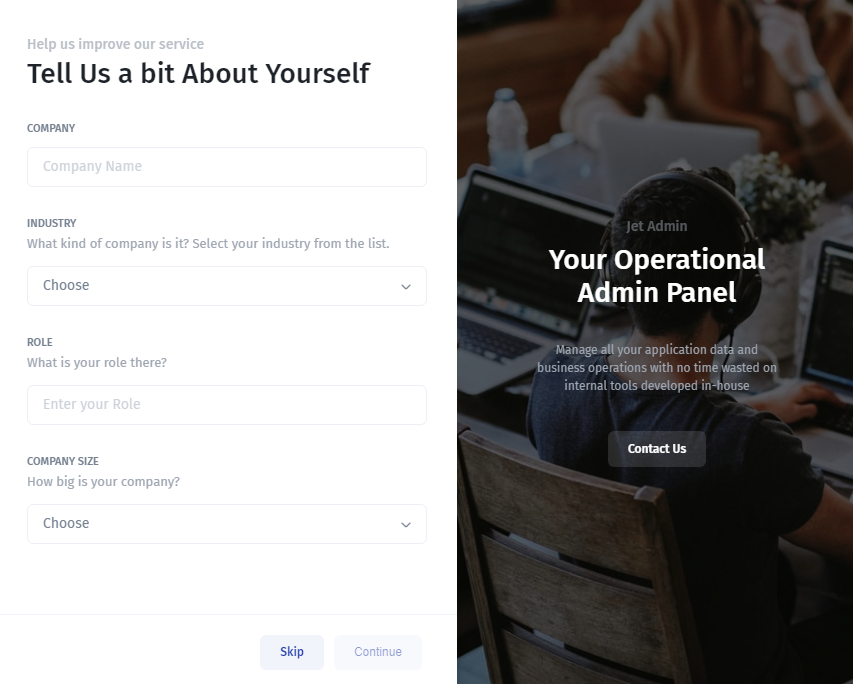 Help us improve our service
Tell Us a bit About Yourself
COMPANY
Company Name
INDUSTRY
What kind of company is it? Select your industry from the list.
Choose
ROLE
What is your role there?
Enter your Role
COMPANY SIZE
How big is your company?
Choose
Skip
Continue
Jet Admin
Your Operational
Admin Panel
Manage all your application data and
business operations with no time wasted on
internal tools developed in-house
Contact Us